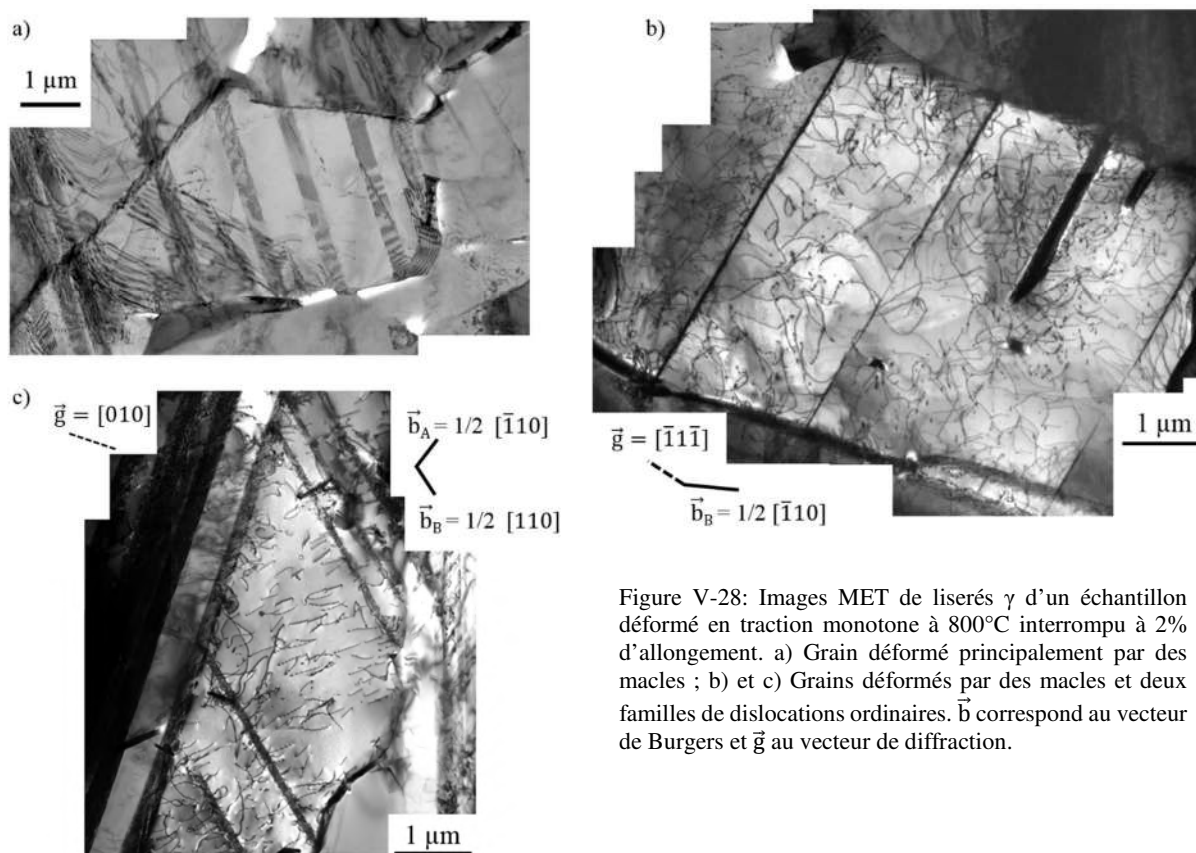 a)
1 µm
b)
1 µm
g⃗ = [1̄11̄]
b⃗B = 1/2 [1̄10]
c)
g⃗ = [010]
b⃗A = 1/2 [1̄10]
b⃗B = 1/2 [110]
1 µm
Figure V-28: Images MET de liserés γ d'un échantillon
déformé en traction monotone à 800°C interrompu à 2%
d'allongement. a) Grain déformé principalement par des
macles ; b) et c) Grains déformés par des macles et deux
familles de dislocations ordinaires. b⃗ correspond au vecteur
de Burgers et g⃗ au vecteur de diffraction.